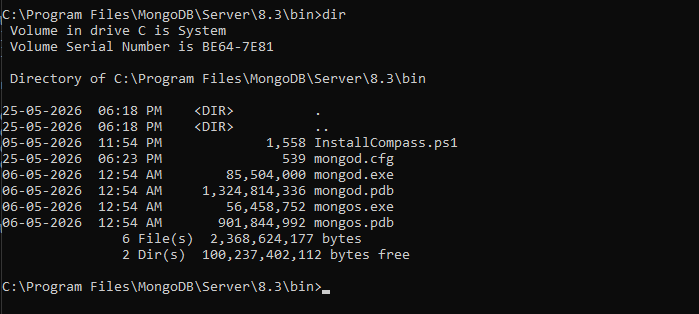 C:\Program Files\MongoDB\Server\8.3\bin>dir
 Volume in drive C is System
 Volume Serial Number is BE64-7E81

 Directory of C:\Program Files\MongoDB\Server\8.3\bin

25-05-2026  06:18 PM    <DIR>          .
25-05-2026  06:18 PM    <DIR>          ..
05-05-2026  11:54 PM             1,558 InstallCompass.ps1
25-05-2026  06:23 PM               539 mongod.cfg
06-05-2026  12:54 AM        85,504,000 mongod.exe
06-05-2026  12:54 AM     1,324,814,336 mongod.pdb
06-05-2026  12:54 AM        56,458,752 mongos.exe
06-05-2026  12:54 AM       901,844,992 mongos.pdb
               6 File(s)  2,368,624,177 bytes
               2 Dir(s)  100,237,402,112 bytes free

C:\Program Files\MongoDB\Server\8.3\bin>